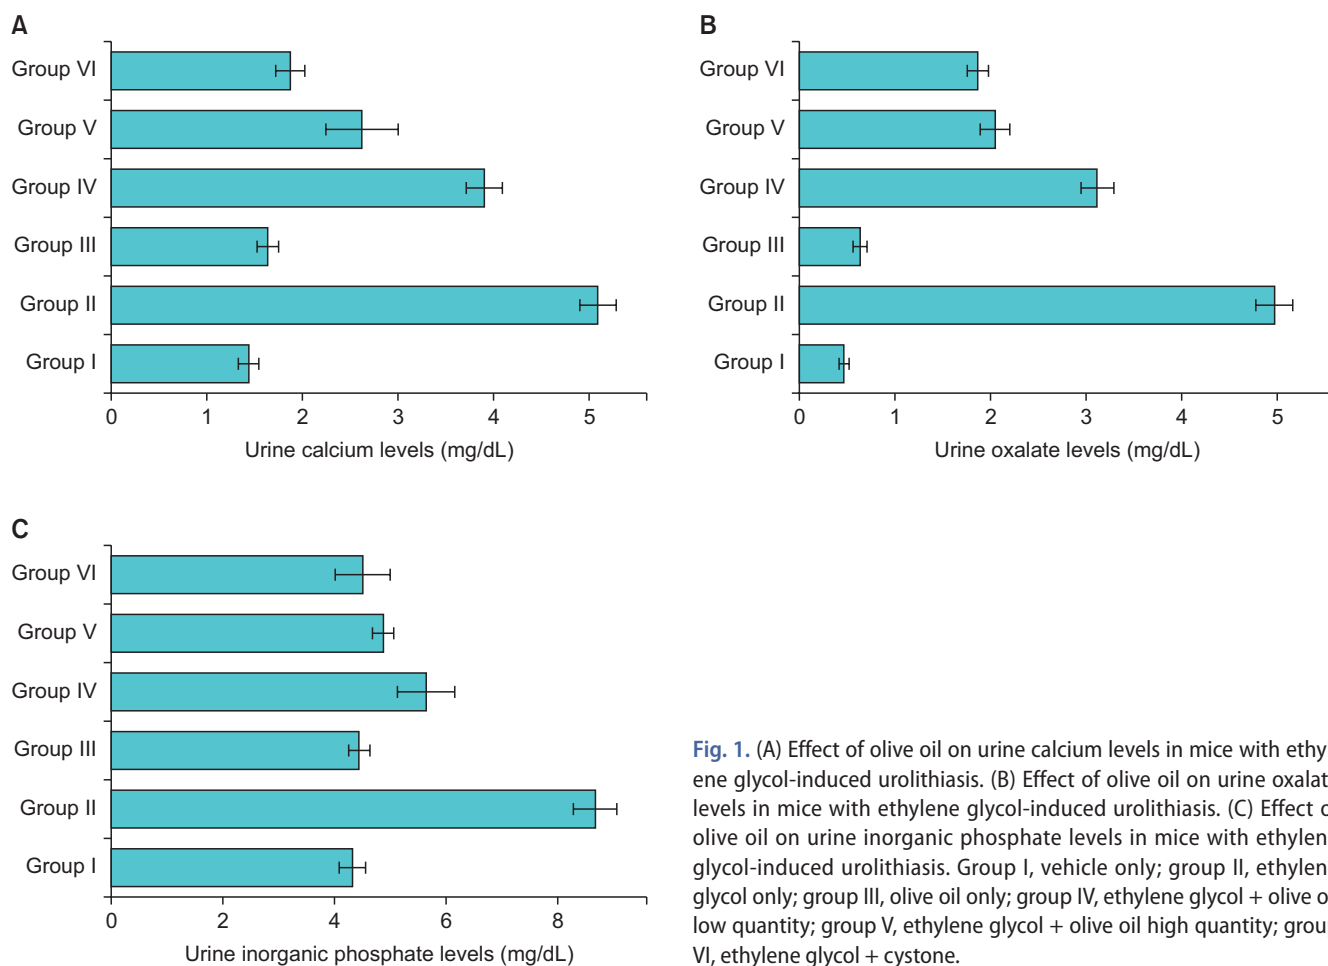 A
Group VI
Group V
Group IV
Group III
Group II
Group I
0 1 2 3 4 5
Urine calcium levels (mg/dL)
B
Group VI
Group V
Group IV
Group III
Group II
Group I
0 1 2 3 4 5
Urine oxalate levels (mg/dL)
C
Group VI
Group V
Group IV
Group III
Group II
Group I
0 2 4 6 8
Urine inorganic phosphate levels (mg/dL)
Fig. 1. (A) Effect of olive oil on urine calcium levels in mice with ethy
ene glycol-induced urolithiasis. (B) Effect of olive oil on urine oxalat
levels in mice with ethylene glycol-induced urolithiasis. (C) Effect o
olive oil on urine inorganic phosphate levels in mice with ethylen
glycol-induced urolithiasis. Group I, vehicle only; group II, ethylen
glycol only; group III, olive oil only; group IV, ethylene glycol + olive o
low quantity; group V, ethylene glycol + olive oil high quantity; grou
VI, ethylene glycol + cystone.